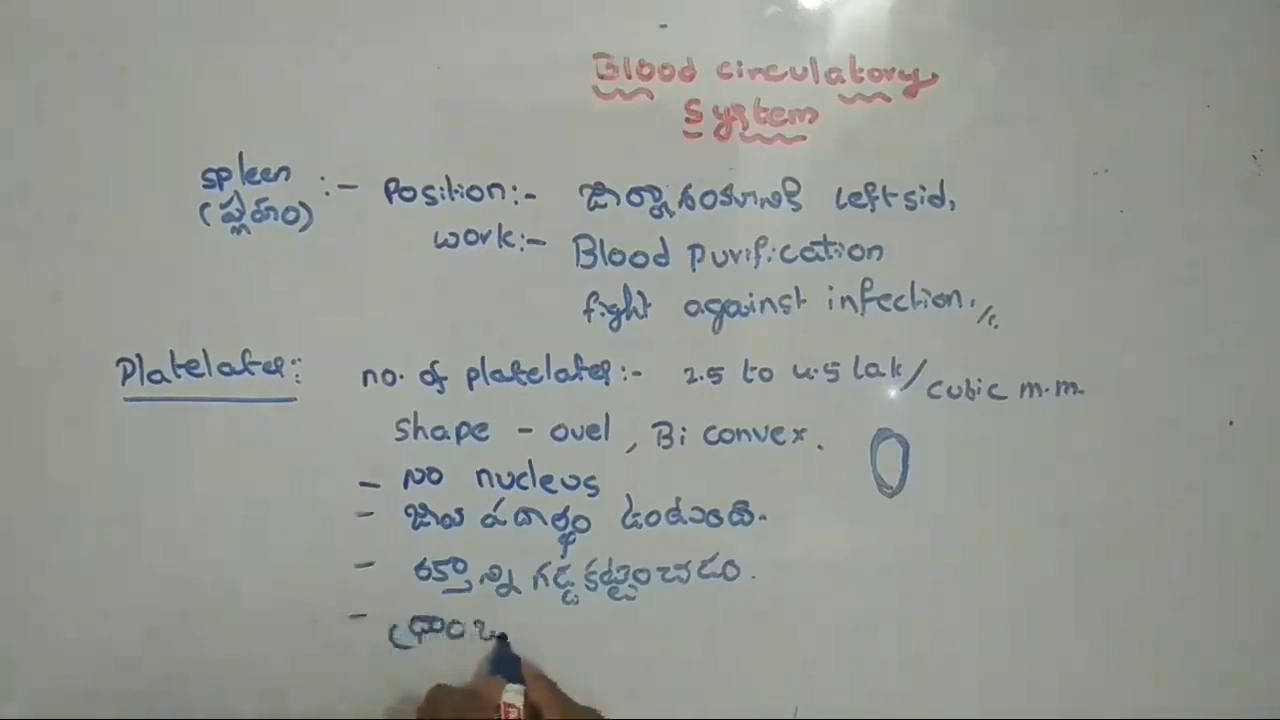 Blood circulatory
System
spleen :- Position:- జీర్ణాశయానికి left sid,
(ప్లీహం) work:- Blood purification
fight against infection.
Platelates: no. of platelates:- 2.5 to 4.5 lak/cubic m.m.
Shape - ovel, Bi convex.
- No nucleus
- జీవ పదార్థం ఉంటుంది.
- రక్తాన్ని గడ్డ కట్టించడం.
- థ్రాంబ